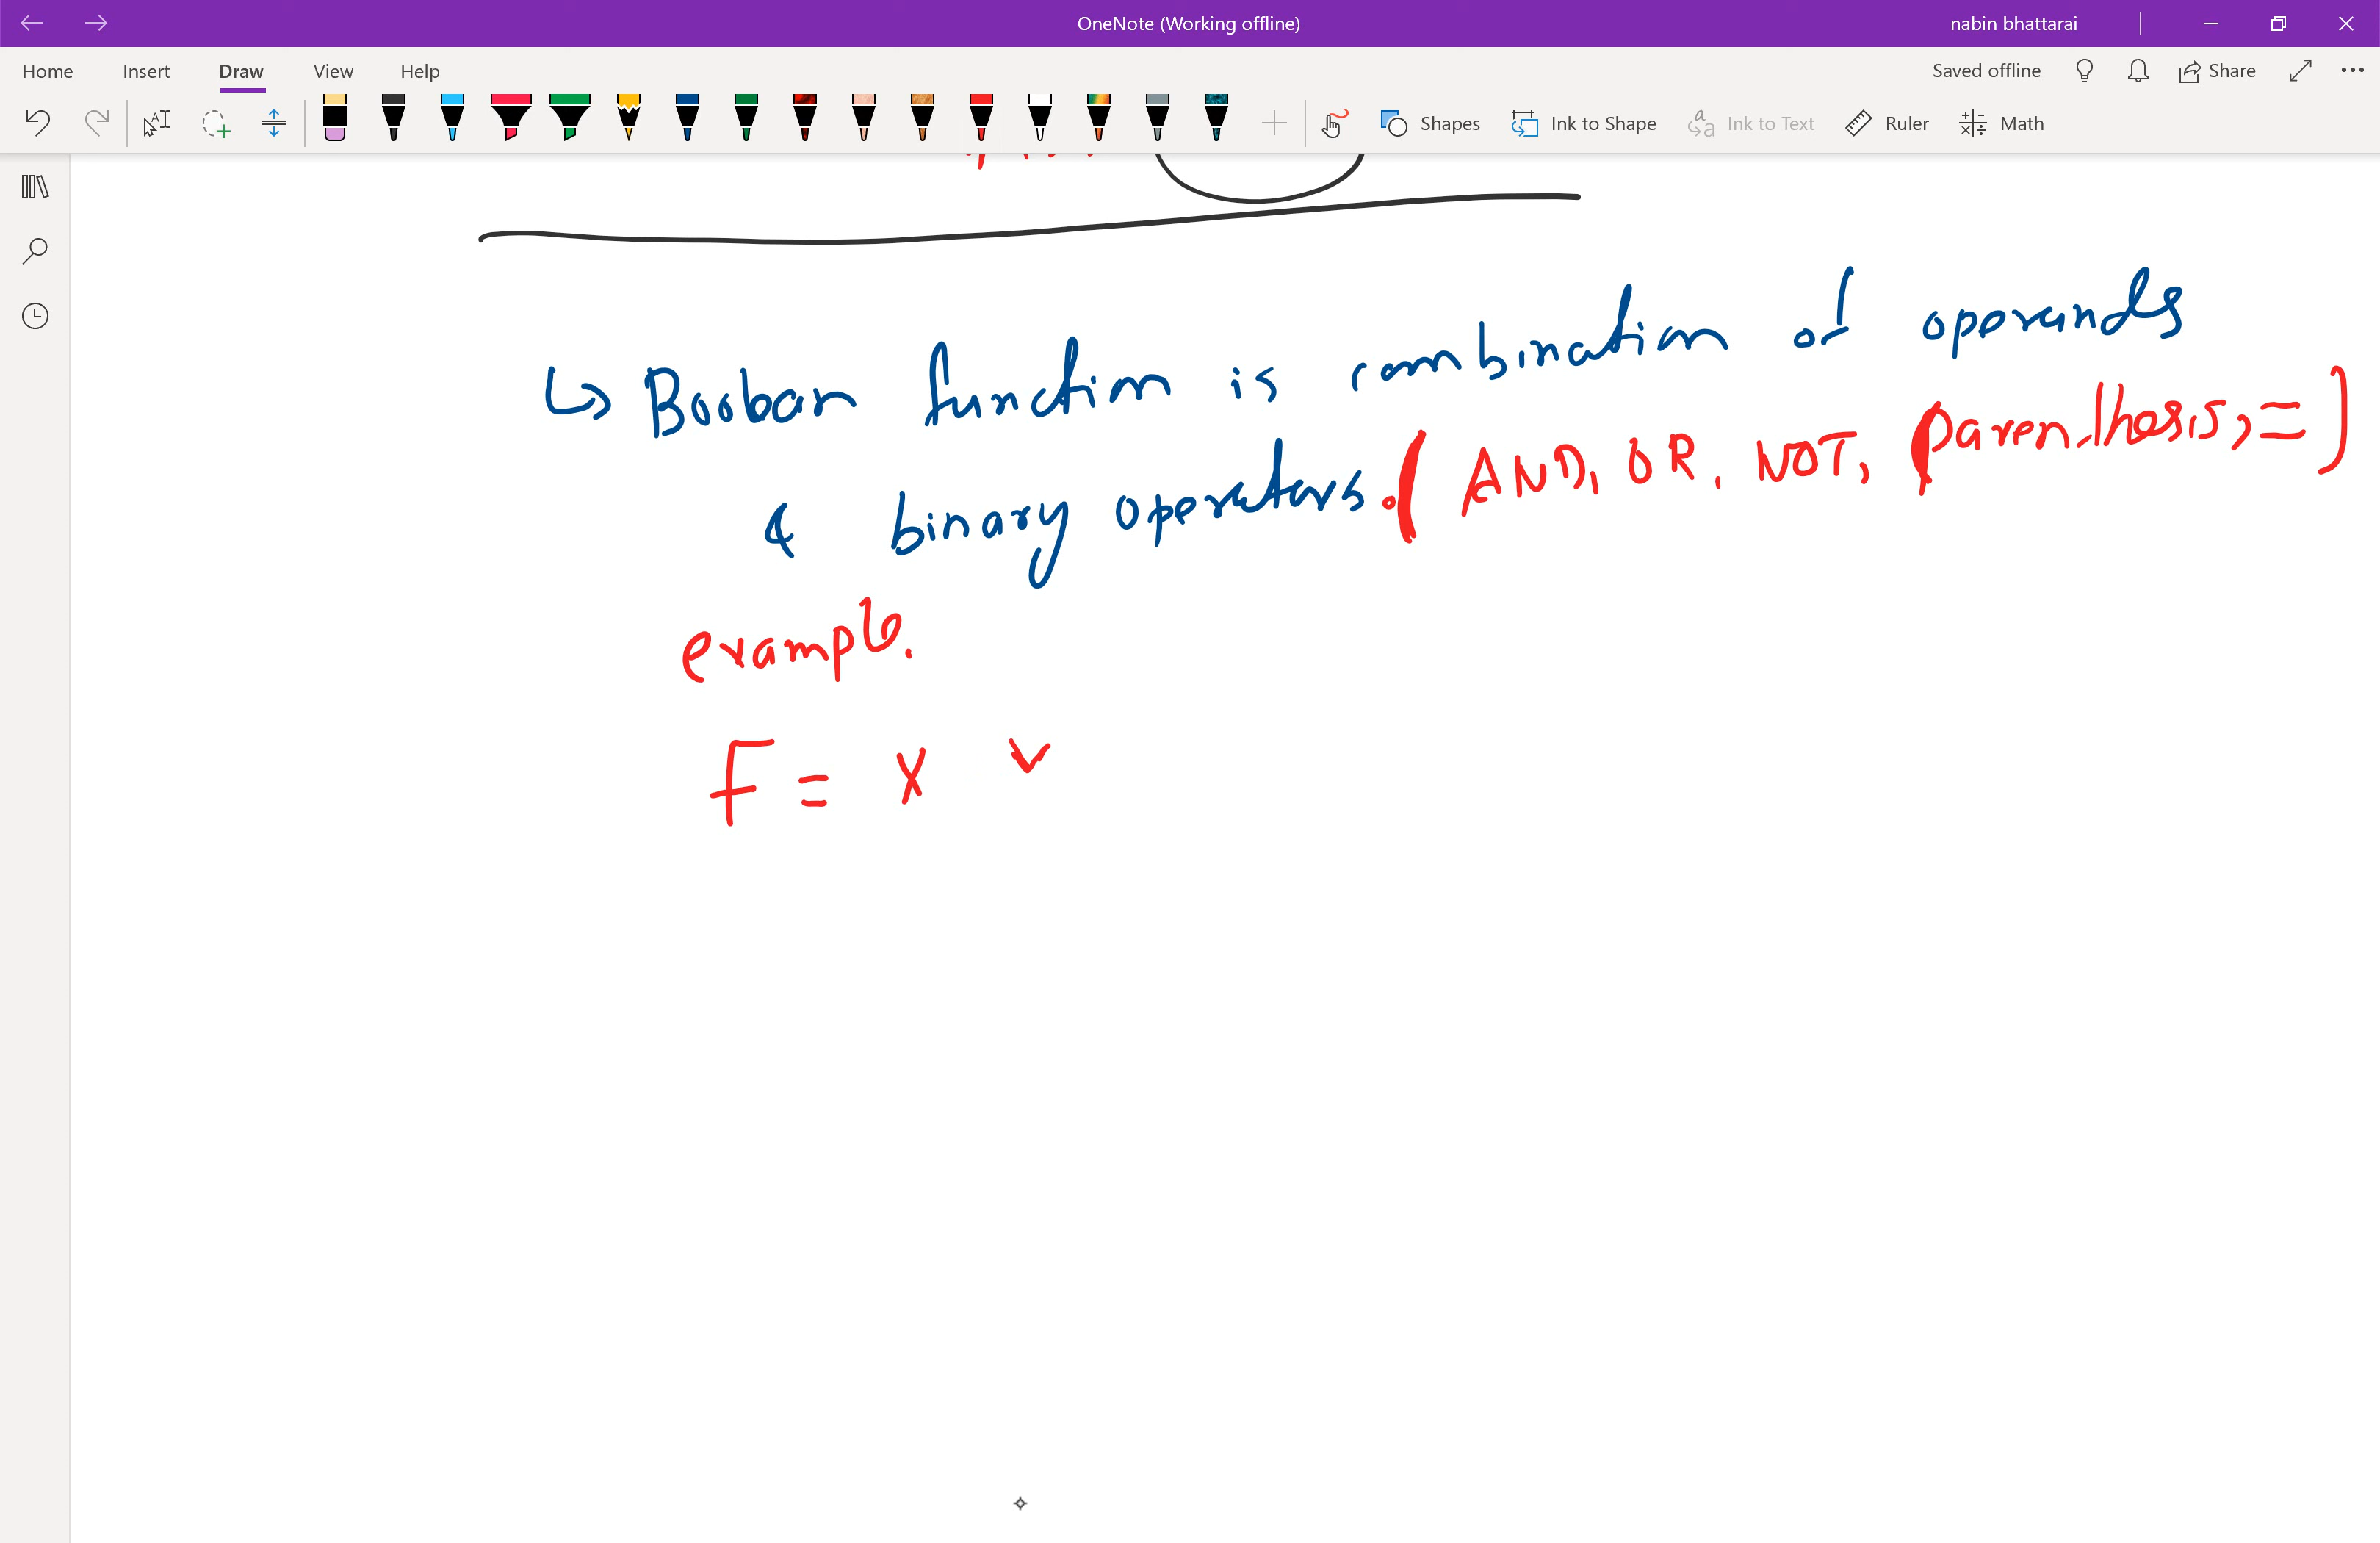 OneNote (Working offline)
nabin bhattarai
Home Insert Draw View Help
Saved offline Share
Shapes Ink to Shape Ink to Text Ruler Math
↳ Boolean function is combination of operands
& binary operators. ( AND, OR, NOT, parenthesis, = )
example.
F = x